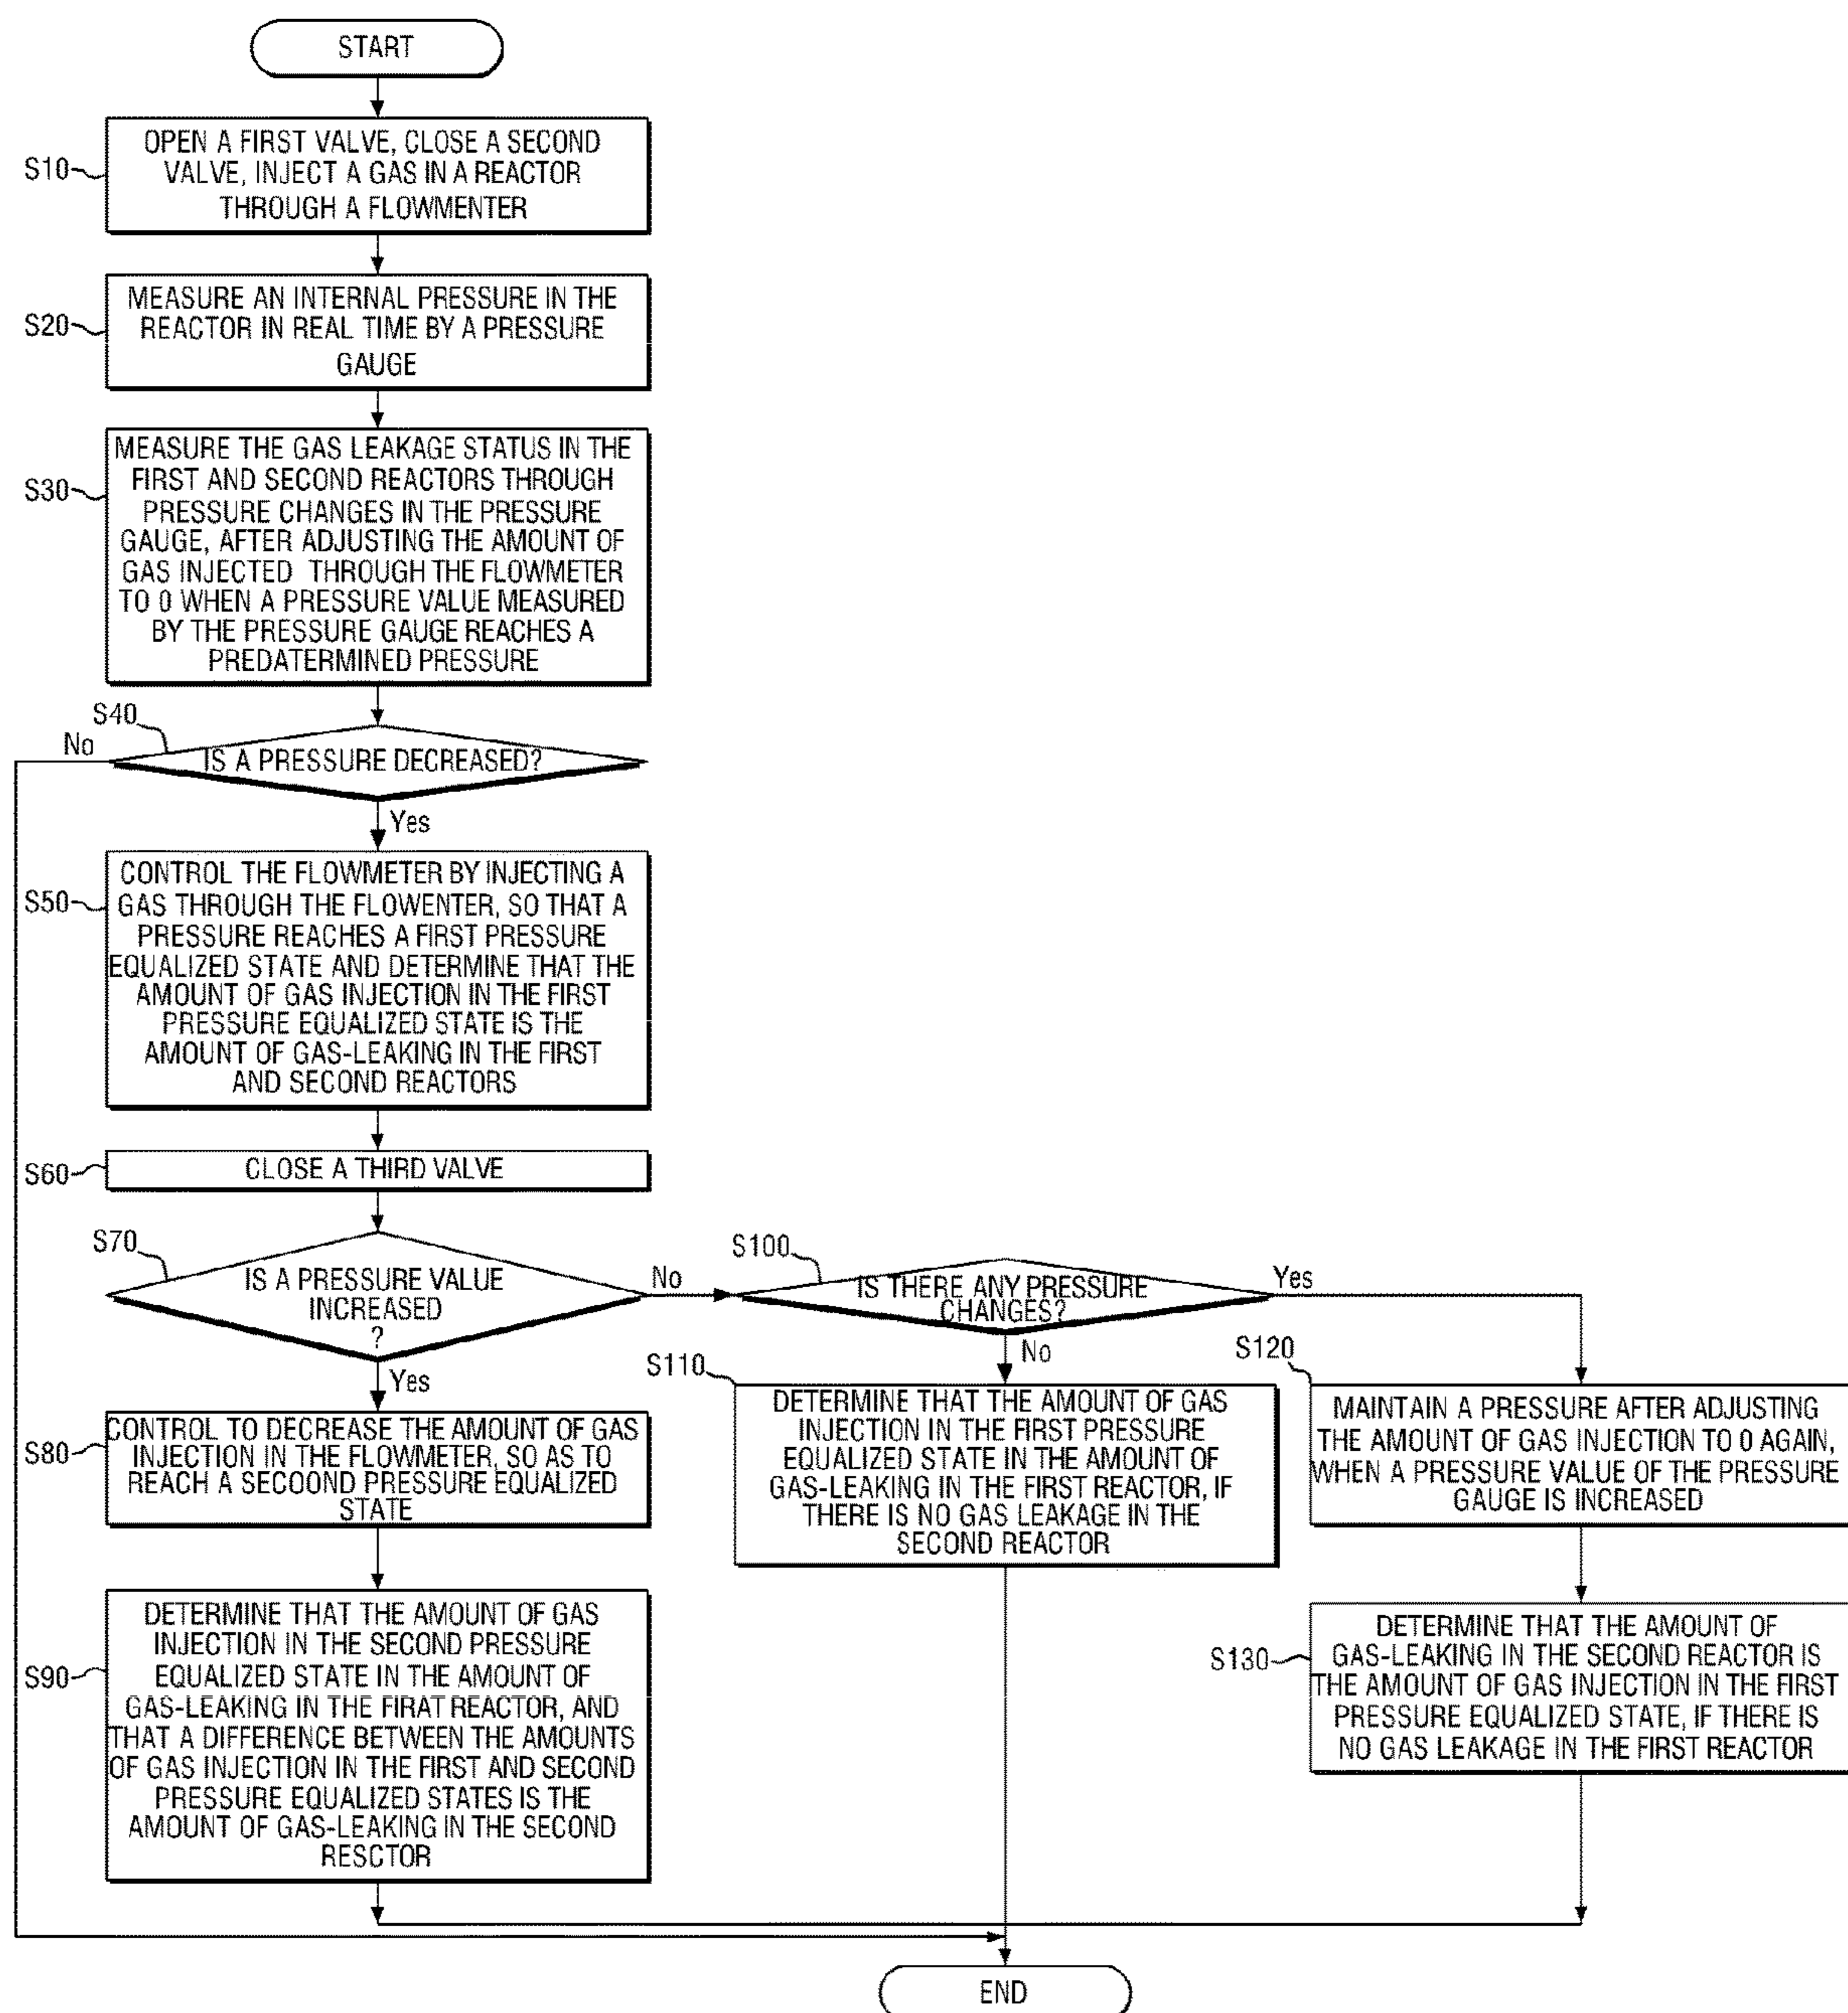 START
S10
OPEN A FIRST VALVE, CLOSE A SECOND
VALVE, INJECT A GAS IN A REACTOR
THROUGH A FLOWMENTER
S20
MEASURE AN INTERNAL PRESSURE IN THE
REACTOR IN REAL TIME BY A PRESSURE
GAUGE
S30
MEASURE THE GAS LEAKAGE STATUS IN THE
FIRST AND SECOND REACTORS THROUGH
PRESSURE CHANGES IN THE PRESSURE
GAUGE, AFTER ADJUSTING THE AMOUNT OF
GAS INJECTED THROUGH THE FLOWMETER
TO 0 WHEN A PRESSURE VALUE MEASURED
BY THE PRESSURE GAUGE REACHES A
PREDATERMINED PRESSURE
S40
No
IS A PRESSURE DECREASED?
Yes
S50
CONTROL THE FLOWMETER BY INJECTING A
GAS THROUGH THE FLOWENTER, SO THAT A
PRESSURE REACHES A FIRST PRESSURE
EQUALIZED STATE AND DETERMINE THAT THE
AMOUNT OF GAS INJECTION IN THE FIRST
PRESSURE EQUALIZED STATE IS THE
AMOUNT OF GAS-LEAKING IN THE FIRST
AND SECOND REACTORS
S60
CLOSE A THIRD VALVE
S70
IS A PRESSURE VALUE
INCREASED
?
No
Yes
S80
CONTROL TO DECREASE THE AMOUNT OF GAS
INJECTION IN THE FLOWMETER, SO AS TO
REACH A SECOOND PRESSURE EQUALIZED
STATE
S90
DETERMINE THAT THE AMOUNT OF GAS
INJECTION IN THE SECOND PRESSURE
EQUALIZED STATE IN THE AMOUNT OF
GAS-LEAKING IN THE FIRAT REACTOR, AND
THAT A DIFFERENCE BETWEEN THE AMOUNTS
OF GAS INJECTION IN THE FIRST AND SECOND
PRESSURE EQUALIZED STATES IS THE
AMOUNT OF GAS-LEAKING IN THE SECOND
RESCTOR
S100
IS THERE ANY PRESSURE
CHANGES?
Yes
No
S110
DETERMINE THAT THE AMOUNT OF GAS
INJECTION IN THE FIRST PRESSURE
EQUALIZED STATE IN THE AMOUNT OF
GAS-LEAKING IN THE FIRST REACTOR, IF
THERE IS NO GAS LEAKAGE IN THE
SECOND REACTOR
S120
MAINTAIN A PRESSURE AFTER ADJUSTING
THE AMOUNT OF GAS INJECTION TO 0 AGAIN,
WHEN A PRESSURE VALUE OF THE PRESSURE
GAUGE IS INCREASED
S130
DETERMINE THAT THE AMOUNT OF
GAS-LEAKING IN THE SECOND REACTOR IS
THE AMOUNT OF GAS INJECTION IN THE FIRST
PRESSURE EQUALIZED STATE, IF THERE IS
NO GAS LEAKAGE IN THE FIRST REACTOR
END